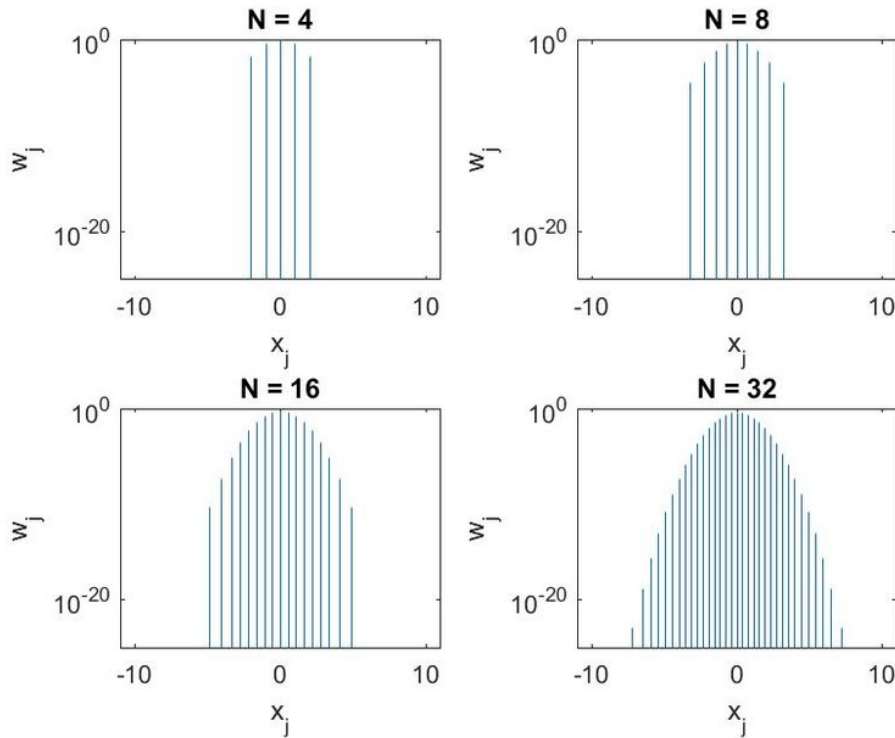 N = 4
10^0
w_j
10^-20
-10 0 10
x_j
N = 8
10^0
w_j
10^-20
-10 0 10
x_j
N = 16
10^0
w_j
10^-20
-10 0 10
x_j
N = 32
10^0
w_j
10^-20
-10 0 10
x_j